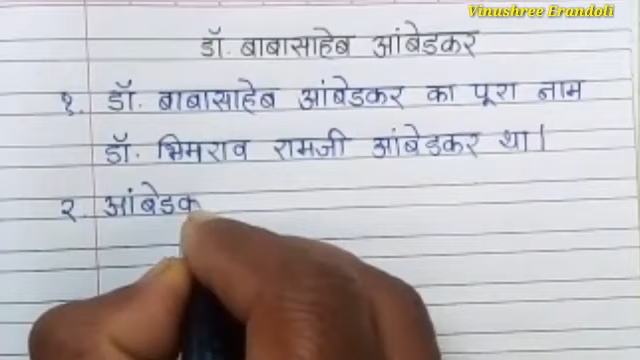 Vinushree Erandoli
डॉ. बाबासाहेब आंबेडकर
१. डॉ. बाबासाहेब आंबेडकर का पूरा नाम
डॉ. भिमराव रामजी आंबेडकर था।
२. आंबेडक